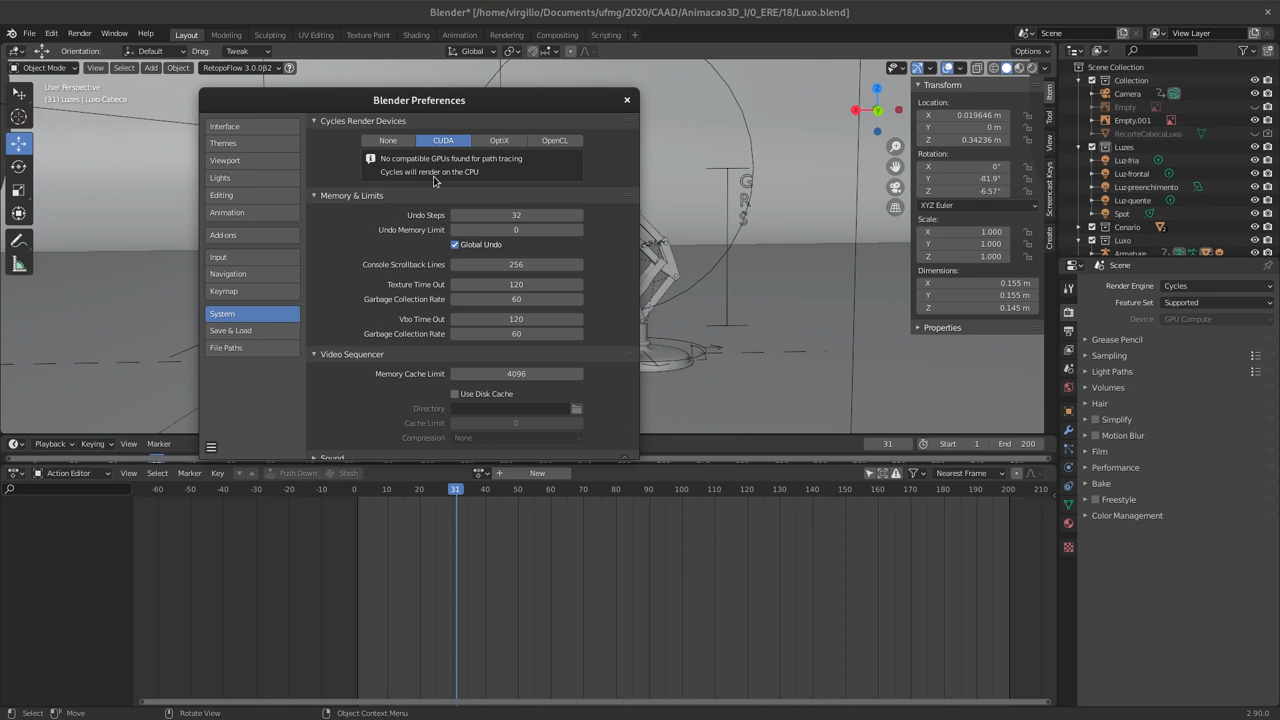 Blender* [/home/virgilio/Documents/ufmg/2020/CAAD/Animacao3D_I/0_ERE/18/Luxo.blend]
File Edit Render Window Help Layout Modeling Sculpting UV Editing Texture Paint Shading Animation Rendering Compositing Scripting Scene View Layer
Orientation: Default Drag: Tweak Global Options
Object Mode View Select Add Object RetopoFlow 3.0.0β2
User Perspective
(31) Luzes | Luxo-Cabeca
Blender Preferences
Interface
Themes
Viewport
Lights
Editing
Animation
Add-ons
Input
Navigation
Keymap
System
Save & Load
File Paths
Cycles Render Devices
None CUDA OptiX OpenCL
No compatible GPUs found for path tracing
Cycles will render on the CPU
Memory & Limits
Undo Steps 32
Undo Memory Limit 0
Global Undo
Console Scrollback Lines 256
Texture Time Out 120
Garbage Collection Rate 60
Vbo Time Out 120
Garbage Collection Rate 60
Video Sequencer
Memory Cache Limit 4096
Use Disk Cache
Directory
Cache Limit 0
Compression None
Sound
Z
X
Y
Transform
Location:
X 0.019646 m
Y 0 m
Z 0.34236 m
Rotation:
X 0°
Y -81.9°
Z -6.57°
XYZ Euler
Scale:
X 1.000
Y 1.000
Z 1.000
Dimensions:
X 0.155 m
Y 0.155 m
Z 0.145 m
Properties
Item
Tool
View
Screencast Keys
Create
Scene Collection
Collection
Camera
Empty
Empty.001
RecorteCabecaLuxo
Luzes
Luz-fria
Luz-frontal
Luz-preenchimento
Luz-quente
Spot
Cenario
Luxo
Armature
Scene
Render Engine Cycles
Feature Set Supported
Device GPU Compute
Grease Pencil
Sampling
Light Paths
Volumes
Hair
Simplify
Motion Blur
Film
Performance
Bake
Freestyle
Color Management
Playback Keying View Marker 31 Start 1 End 200
Action Editor View Select Marker Key Push Down Stash New Nearest Frame
-60 -50 -40 -30 -20 -10 0 10 20 31 40 50 60 70 80 90 100 110 120 130 140 150 160 170 180 190 200 210
Select Move Rotate View Object Context Menu 2.90.0